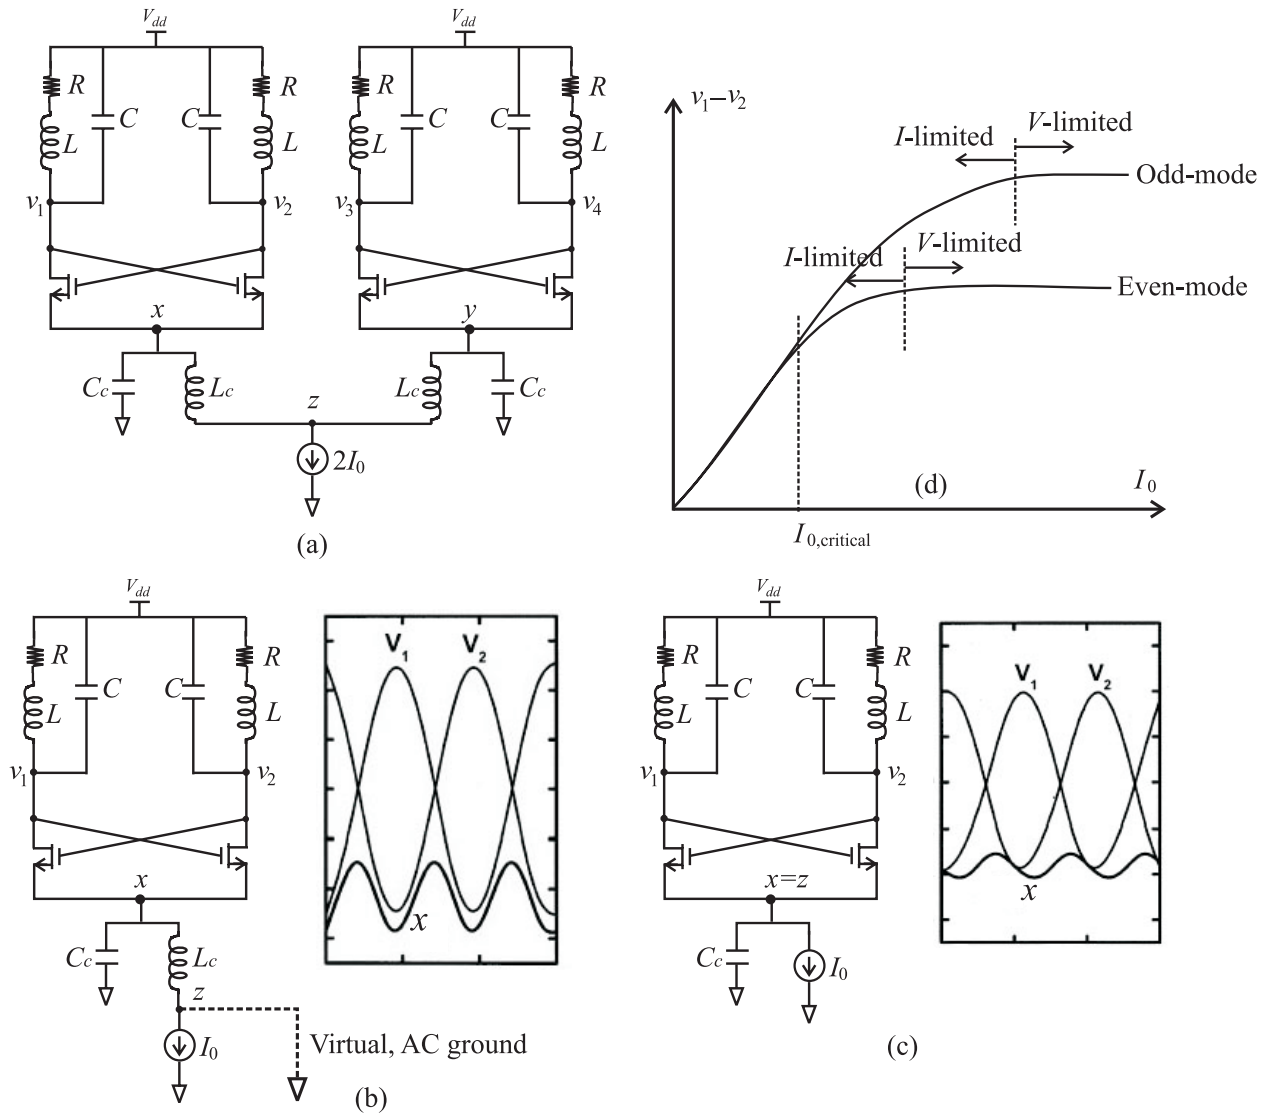 V_dd V_dd
R R R R
C C C C
L L L L
v_1 v_2 v_3 v_4
x y
C_c L_c L_c C_c
z
2I_0
(a)
v_1–v_2
V-limited
I-limited
Odd-mode
V-limited
I-limited
Even-mode
(d)
I_0
I_0,critical
V_dd
R R
C C
L L
v_1 v_2
x
C_c L_c
z
I_0
Virtual, AC ground
(b)
V_1 V_2
x
V_dd
R R
C C
L L
v_1 v_2
x=z
C_c I_0
(c)
V_1 V_2
x